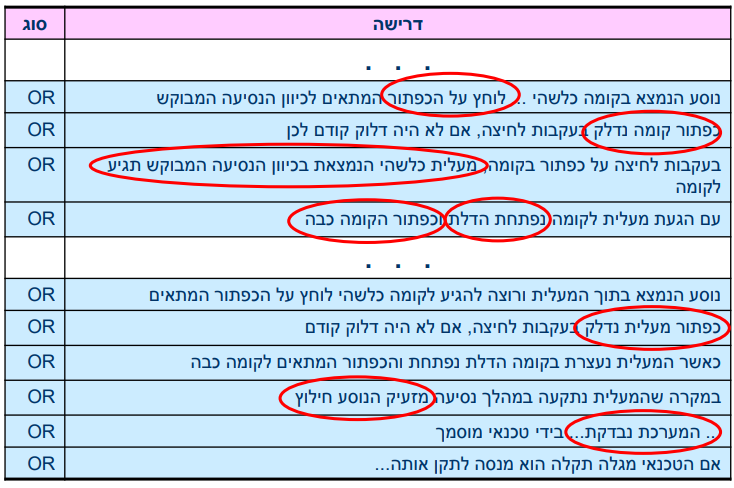 דרישה סוג
. . .
נוסע הנמצא בקומה כלשהי ... לוחץ על הכפתור המתאים לכיוון הנסיעה המבוקש OR
כפתור קומה נדלק בעקבות לחיצה, אם לא היה דלוק קודם לכן OR
בעקבות לחיצה על כפתור בקומה, מעלית כלשהי הנמצאת בכיוון הנסיעה המבוקש תגיע OR
לקומה
עם הגעת מעלית לקומה נפתחת הדלת וכפתור הקומה כבה OR
. . .
נוסע הנמצא בתוך המעלית ורוצה להגיע לקומה כלשהי לוחץ על הכפתור המתאים OR
כפתור מעלית נדלק בעקבות לחיצה, אם לא היה דלוק קודם OR
כאשר המעלית נעצרת בקומה הדלת נפתחת והכפתור המתאים לקומה כבה OR
במקרה שהמעלית נתקעה במהלך נסיעה מזעיק הנוסע חילוץ OR
... המערכת נבדקת... בידי טכנאי מוסמך OR
אם הטכנאי מגלה תקלה הוא מנסה לתקן אותה... OR